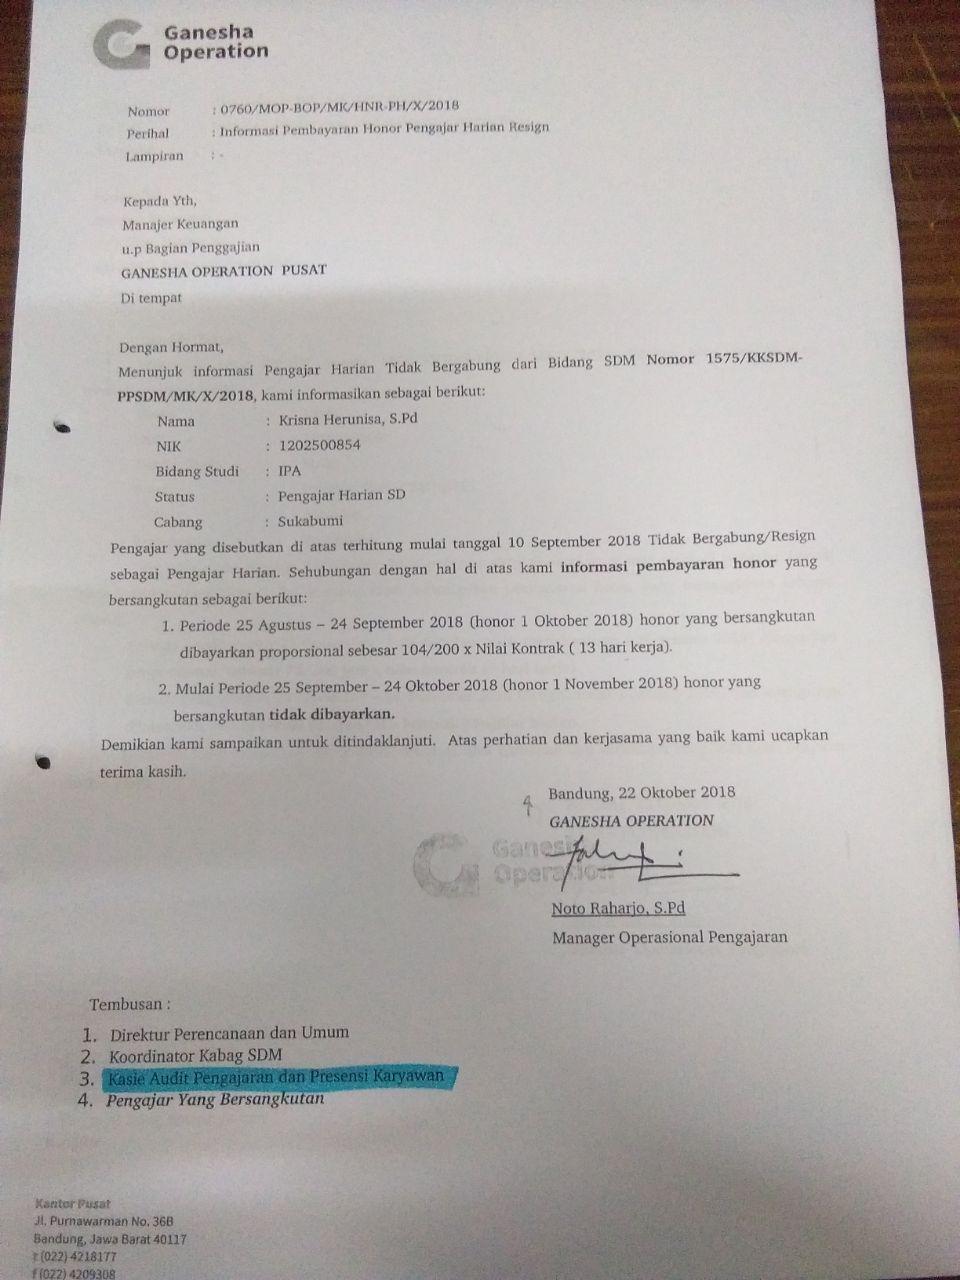 Ganesha
Operation
Nomor : 0760/MOP-BOP/MK/HNR-PH/X/2018
Perihal : Informasi Pembayaran Honor Pengajar Harian Resign
Lampiran : -
Kepada Yth,
Manajer Keuangan
u.p Bagian Penggajian
GANESHA OPERATION PUSAT
Di tempat
Dengan Hormat,
Menunjuk informasi Pengajar Harian Tidak Bergabung dari Bidang SDM Nomor 1575/KKSDM-
PPSDM/MK/X/2018, kami informasikan sebagai berikut:
Nama : Krisna Herunisa, S.Pd
NIK : 1202500854
Bidang Studi : IPA
Status : Pengajar Harian SD
Cabang : Sukabumi
Pengajar yang disebutkan di atas terhitung mulai tanggal 10 September 2018 Tidak Bergabung/Resign
sebagai Pengajar Harian. Sehubungan dengan hal di atas kami informasi pembayaran honor yang
bersangkutan sebagai berikut:
1. Periode 25 Agustus – 24 September 2018 (honor 1 Oktober 2018) honor yang bersangkutan
dibayarkan proporsional sebesar 104/200 x Nilai Kontrak ( 13 hari kerja).
2. Mulai Periode 25 September – 24 Oktober 2018 (honor 1 November 2018) honor yang
bersangkutan tidak dibayarkan.
Demikian kami sampaikan untuk ditindaklanjuti. Atas perhatian dan kerjasama yang baik kami ucapkan
terima kasih.
Bandung, 22 Oktober 2018
GANESHA OPERATION
Ganesha
Operation
Noto Raharjo, S.Pd
Manager Operasional Pengajaran
Tembusan :
1. Direktur Perencanaan dan Umum
2. Koordinator Kabag SDM
3. Kasie Audit Pengajaran dan Presensi Karyawan
4. Pengajar Yang Bersangkutan
Kantor Pusat
Jl. Purnawarman No. 36B
Bandung, Jawa Barat 40117
t (022) 4218177
f (022) 4209308